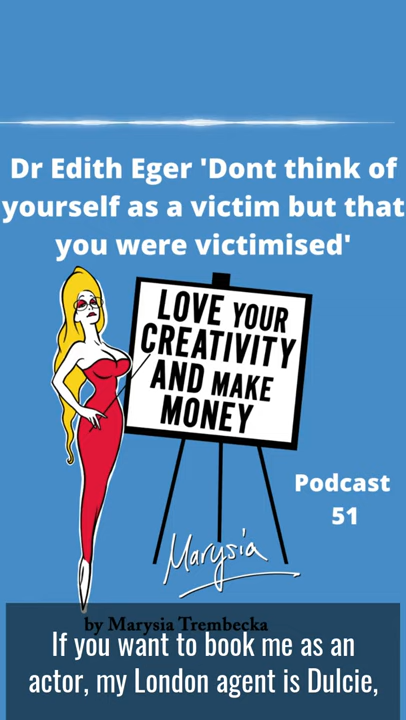 Dr Edith Eger 'Dont think of
yourself as a victim but that
you were victimised'
LOVE YOUR
CREATIVITY
AND MAKE
MONEY
Podcast
51
Marysia
by Marysia Trembecka
If you want to book me as an
actor, my London agent is Dulcie,